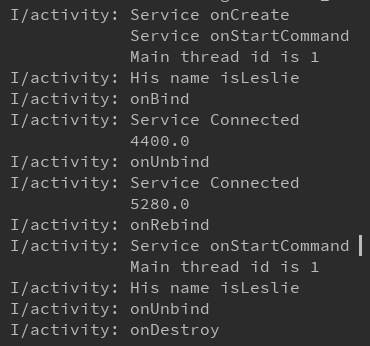 I/activity: Service onCreate
Service onStartCommand
Main thread id is 1
I/activity: His name isLeslie
I/activity: onBind
I/activity: Service Connected
4400.0
I/activity: onUnbind
I/activity: Service Connected
5280.0
I/activity: onRebind
I/activity: Service onStartCommand
Main thread id is 1
I/activity: His name isLeslie
I/activity: onUnbind
I/activity: onDestroy